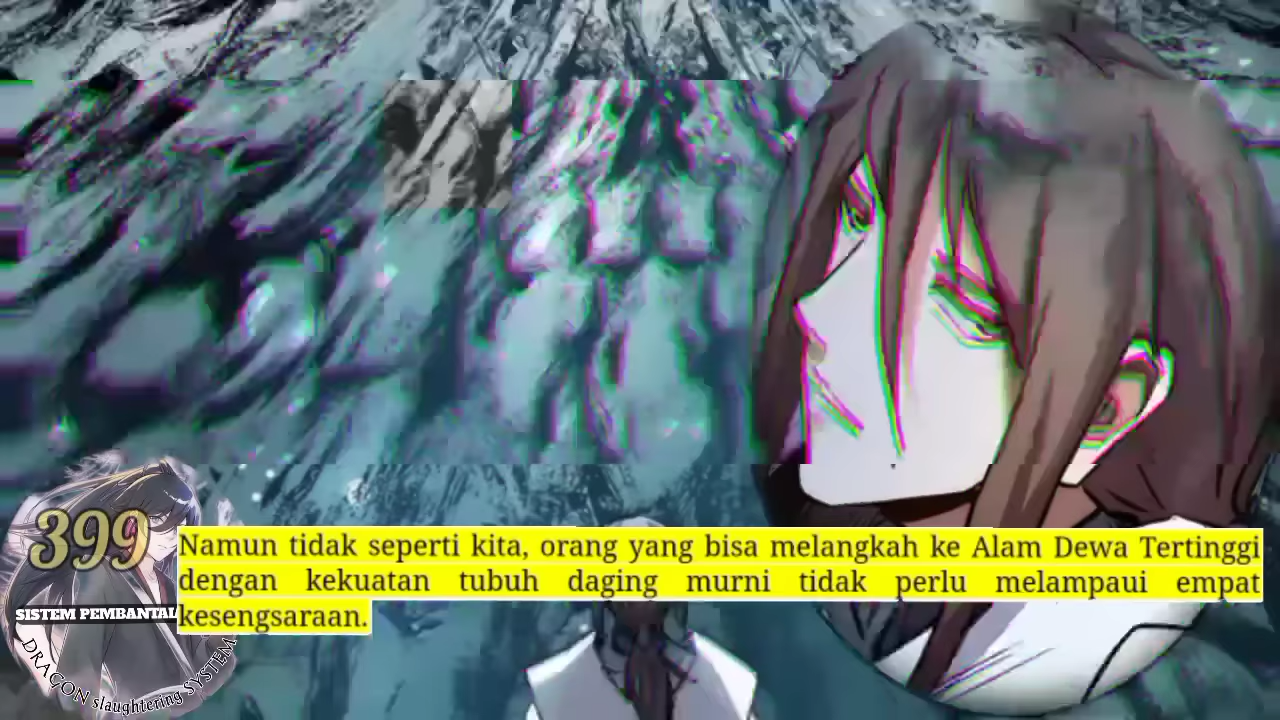 399
SISTEM PEMBANTAI
DRAGON slaughtering SYSTEM
Namun tidak seperti kita, orang yang bisa melangkah ke Alam Dewa Tertinggi
dengan kekuatan tubuh daging murni tidak perlu melampaui empat
kesengsaraan.